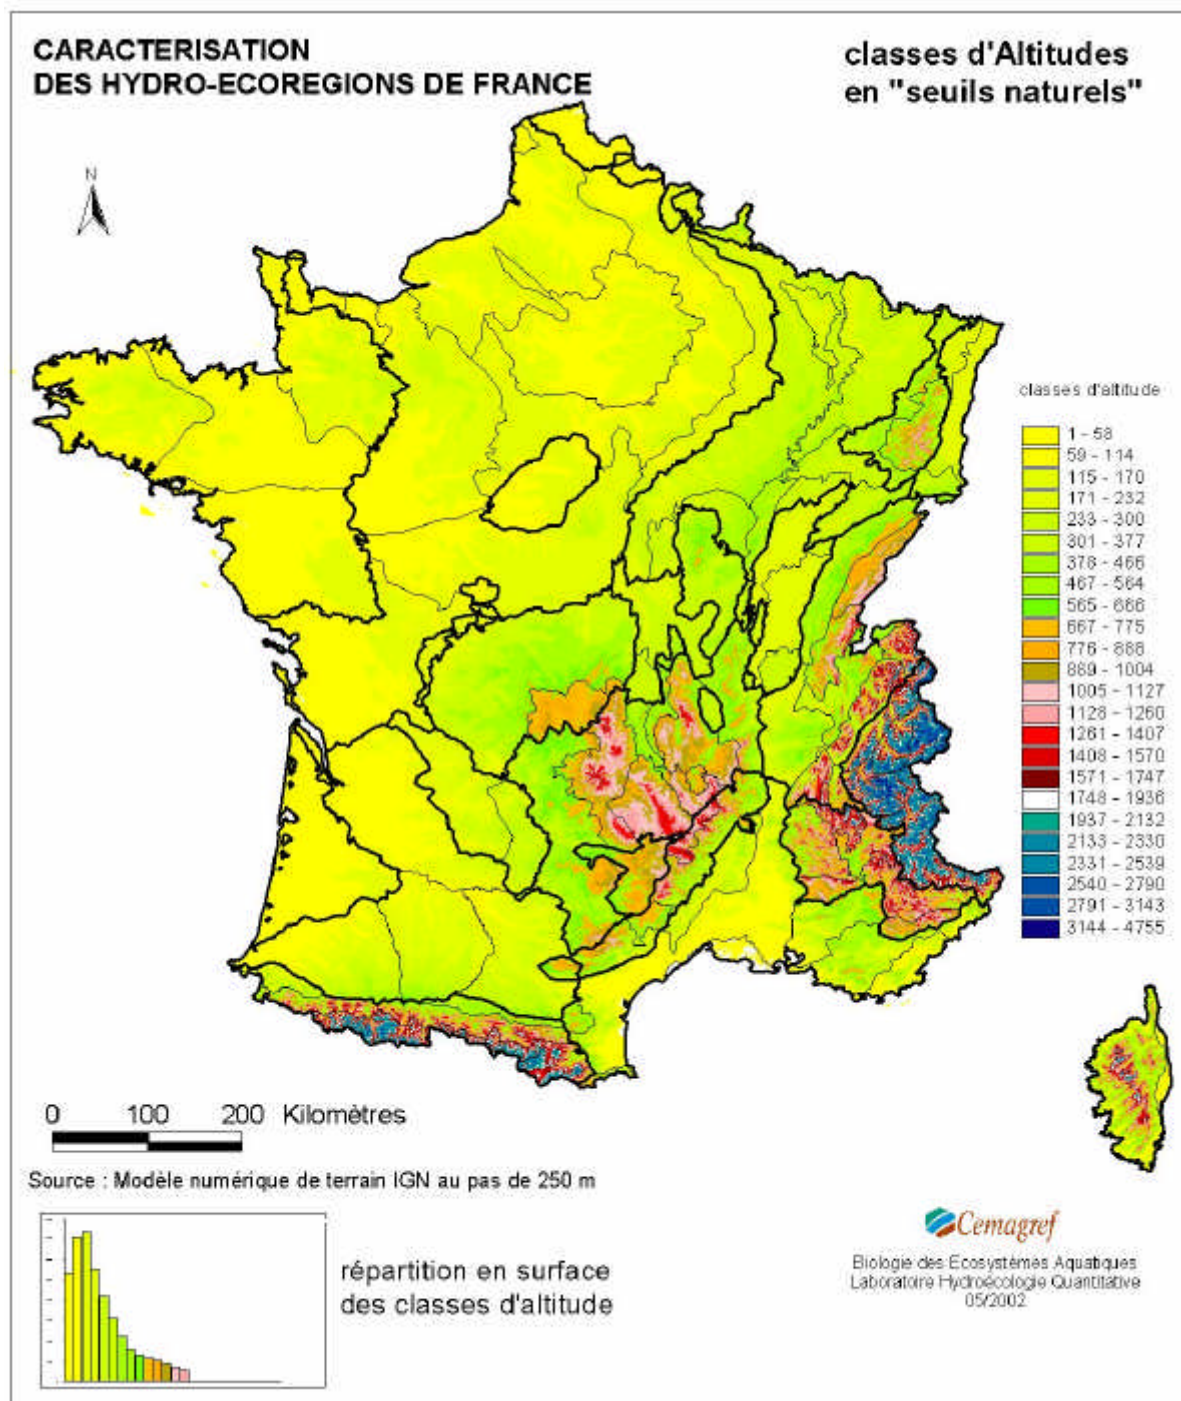 CARACTERISATION
DES HYDRO-ECOREGIONS DE FRANCE
classes d'Altitudes
en "seuils naturels"
N
classes d'altitude
1 - 58
59 - 114
115 - 170
171 - 232
233 - 300
301 - 377
378 - 466
467 - 564
565 - 666
667 - 775
776 - 888
889 - 1004
1005 - 1127
1128 - 1260
1261 - 1407
1408 - 1570
1571 - 1747
1748 - 1936
1937 - 2132
2133 - 2330
2331 - 2539
2540 - 2790
2791 - 3143
3144 - 4755
0 100 200 Kilomètres
Source : Modèle numérique de terrain IGN au pas de 250 m
répartition en surface
des classes d'altitude
Cemagref
Biologie des Ecosystèmes Aquatiques
Laboratoire Hydroécologie Quantitative
05/2002